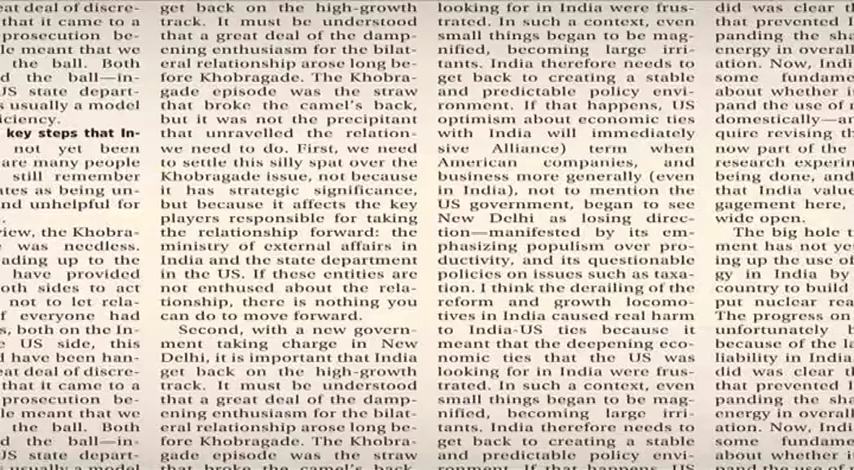 eat deal of discre-
that it came to a
prosecution be-
le meant that we
the ball. Both
d the ball—in-
US state depart-
s usually a model
iciency.
key steps that In-
not yet been
are many people
still remember
ates as being un-
nd unhelpful for
.
view, the Khobra-
was needless.
ading up to the
have provided
oth sides to act
not to let rela-
f everyone had
s, both on the In-
e US side, this
d have been han-
eat deal of discre-
that it came to a
prosecution be-
le meant that we
the ball. Both
d the ball—in-
US state depart-
s usually a model
get back on the high-growth
track. It must be understood
that a great deal of the damp-
ening enthusiasm for the bilat-
eral relationship arose long be-
fore Khobragade. The Khobra-
gade episode was the straw
that broke the camel's back,
but it was not the precipitant
that unravelled the relation-
we need to do. First, we need
to settle this silly spat over the
Khobragade issue, not because
it has strategic significance,
but because it affects the key
players responsible for taking
the relationship forward: the
ministry of external affairs in
India and the state department
in the US. If these entities are
not enthused about the rela-
tionship, there is nothing you
can do to move forward.
Second, with a new govern-
ment taking charge in New
Delhi, it is important that India
get back on the high-growth
track. It must be understood
that a great deal of the damp-
ening enthusiasm for the bilat-
eral relationship arose long be-
fore Khobragade. The Khobra-
gade episode was the straw
that broke the camel's back,
looking for in India were frus-
trated. In such a context, even
small things began to be mag-
nified, becoming large irri-
tants. India therefore needs to
get back to creating a stable
and predictable policy envi-
ronment. If that happens, US
optimism about economic ties
with India will immediately
sive Alliance) term when
American companies, and
business more generally (even
in India), not to mention the
US government, began to see
New Delhi as losing direc-
tion—manifested by its em-
phasizing populism over pro-
ductivity, and its questionable
policies on issues such as taxa-
tion. I think the derailing of the
reform and growth locomo-
tives in India caused real harm
to India-US ties because it
meant that the deepening eco-
nomic ties that the US was
looking for in India were frus-
trated. In such a context, even
small things began to be mag-
nified, becoming large irri-
tants. India therefore needs to
get back to creating a stable
and predictable policy envi-
ronment. If that happens, US
did was clear t
that prevented I
panding the sha
energy in overall
ation. Now, Indi
some fundame
about whether it
pand the use of n
domestically—an
quire revising th
now part of the
research experin
being done, and
that India value
gagement here,
wide open.
The big hole t
ment has not ye
ing up the use of
gy in India by
country to build
put nuclear rea
The progress on
unfortunately b
because of the la
liability in India
did was clear t
that prevented I
panding the sha
energy in overall
ation. Now, Indi
some fundame
about whether it
pand the use of n